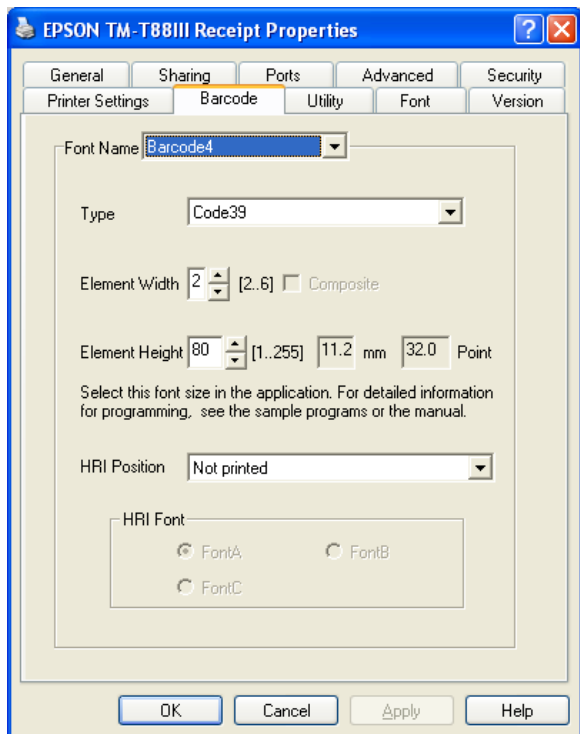 EPSON TM-T88III Receipt Properties
General Sharing Ports Advanced Security
Printer Settings Barcode Utility Font Version
Font Name Barcode4
Type Code39
Element Width 2 [2..6] Composite
Element Height 80 [1..255] 11.2 mm 32.0 Point
Select this font size in the application. For detailed information
for programming, see the sample programs or the manual.
HRI Position Not printed
HRI Font
FontA FontB
FontC
OK Cancel Apply Help